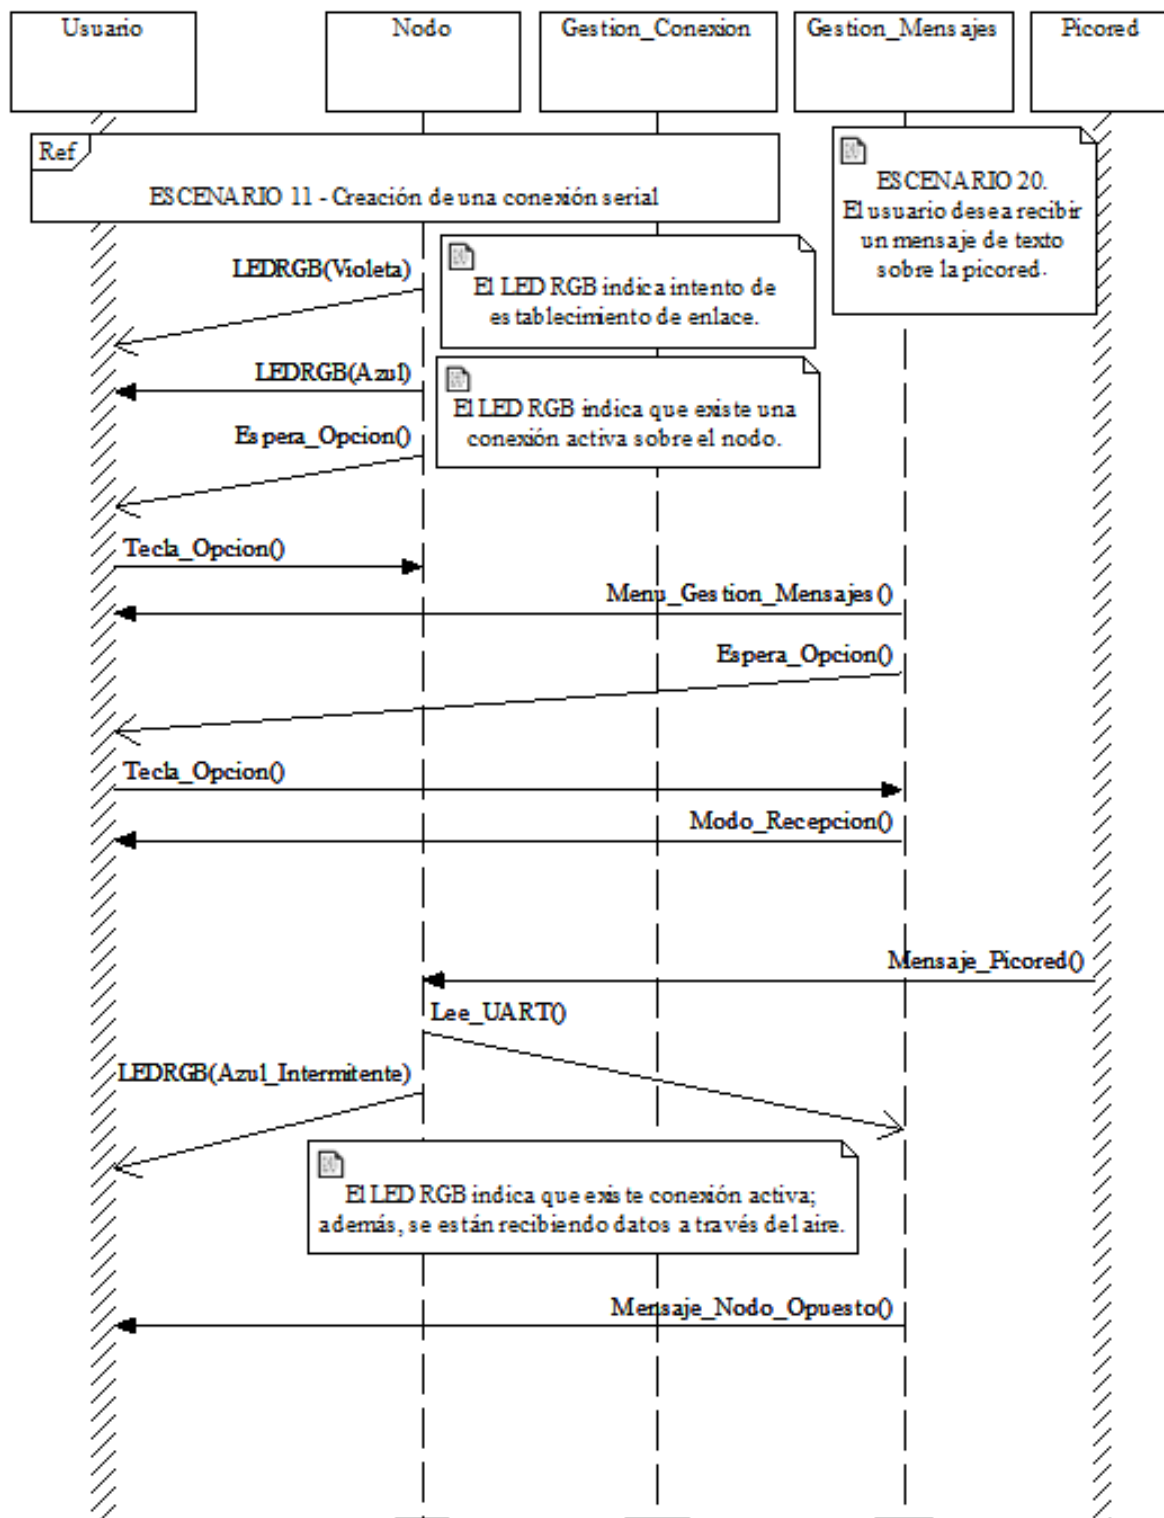 Usuario
Nodo
Gestion_Conexion
Gestion_Mensajes
Picored
Ref
ESCENARIO 11 - Creación de una conexión serial
ESCENARIO 20.
El usuario desea recibir
un mensaje de texto
sobre la picored.
LEDRGB(Violeta)
El LED RGB indica intento de
establecimiento de enlace.
LEDRGB(Azul)
El LED RGB indica que existe una
conexión activa sobre el nodo.
Espera_Opcion()
Tecla_Opcion()
Menu_Gestion_Mensajes()
Espera_Opcion()
Tecla_Opcion()
Modo_Recepcion()
Mensaje_Picored()
Lee_UART()
LEDRGB(Azul_Intermitente)
El LED RGB indica que existe conexión activa;
además, se están recibiendo datos a través del aire.
Mensaje_Nodo_Opuesto()